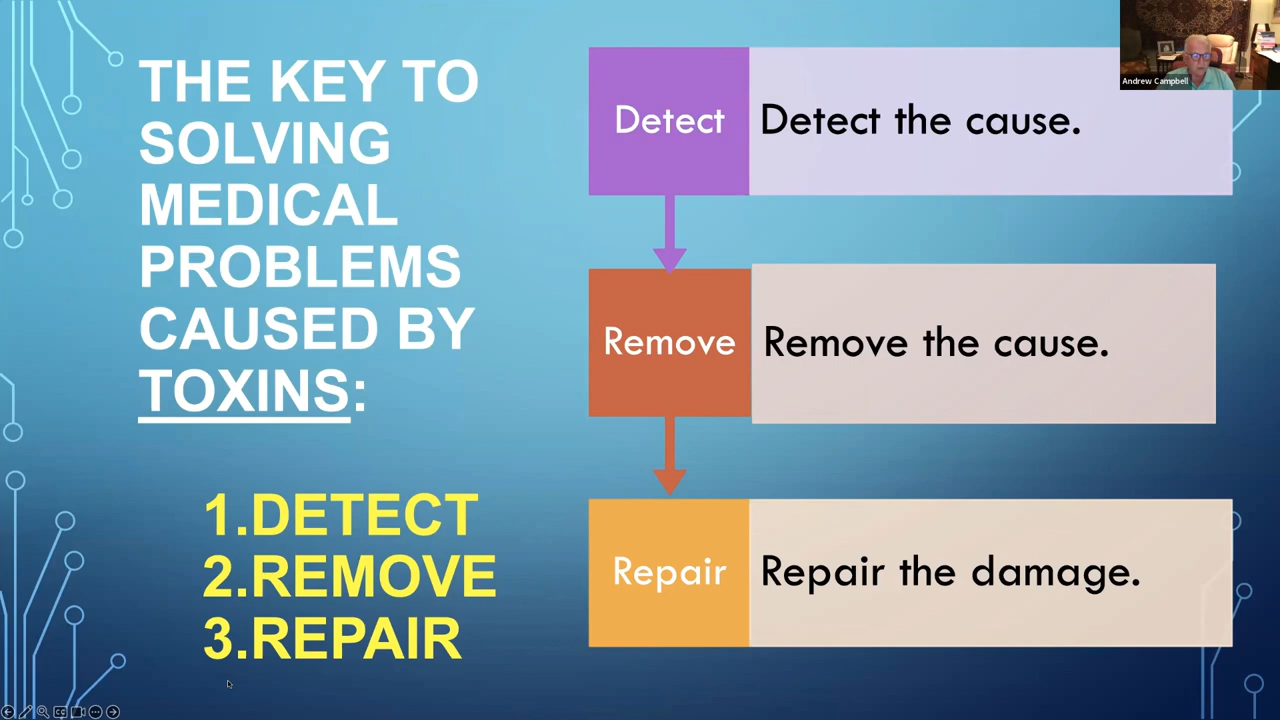 THE KEY TO
SOLVING
MEDICAL
PROBLEMS
CAUSED BY
TOXINS:
1.DETECT
2.REMOVE
3.REPAIR
Detect
Detect the cause.
Remove
Remove the cause.
Repair
Repair the damage.
Andrew Campbell